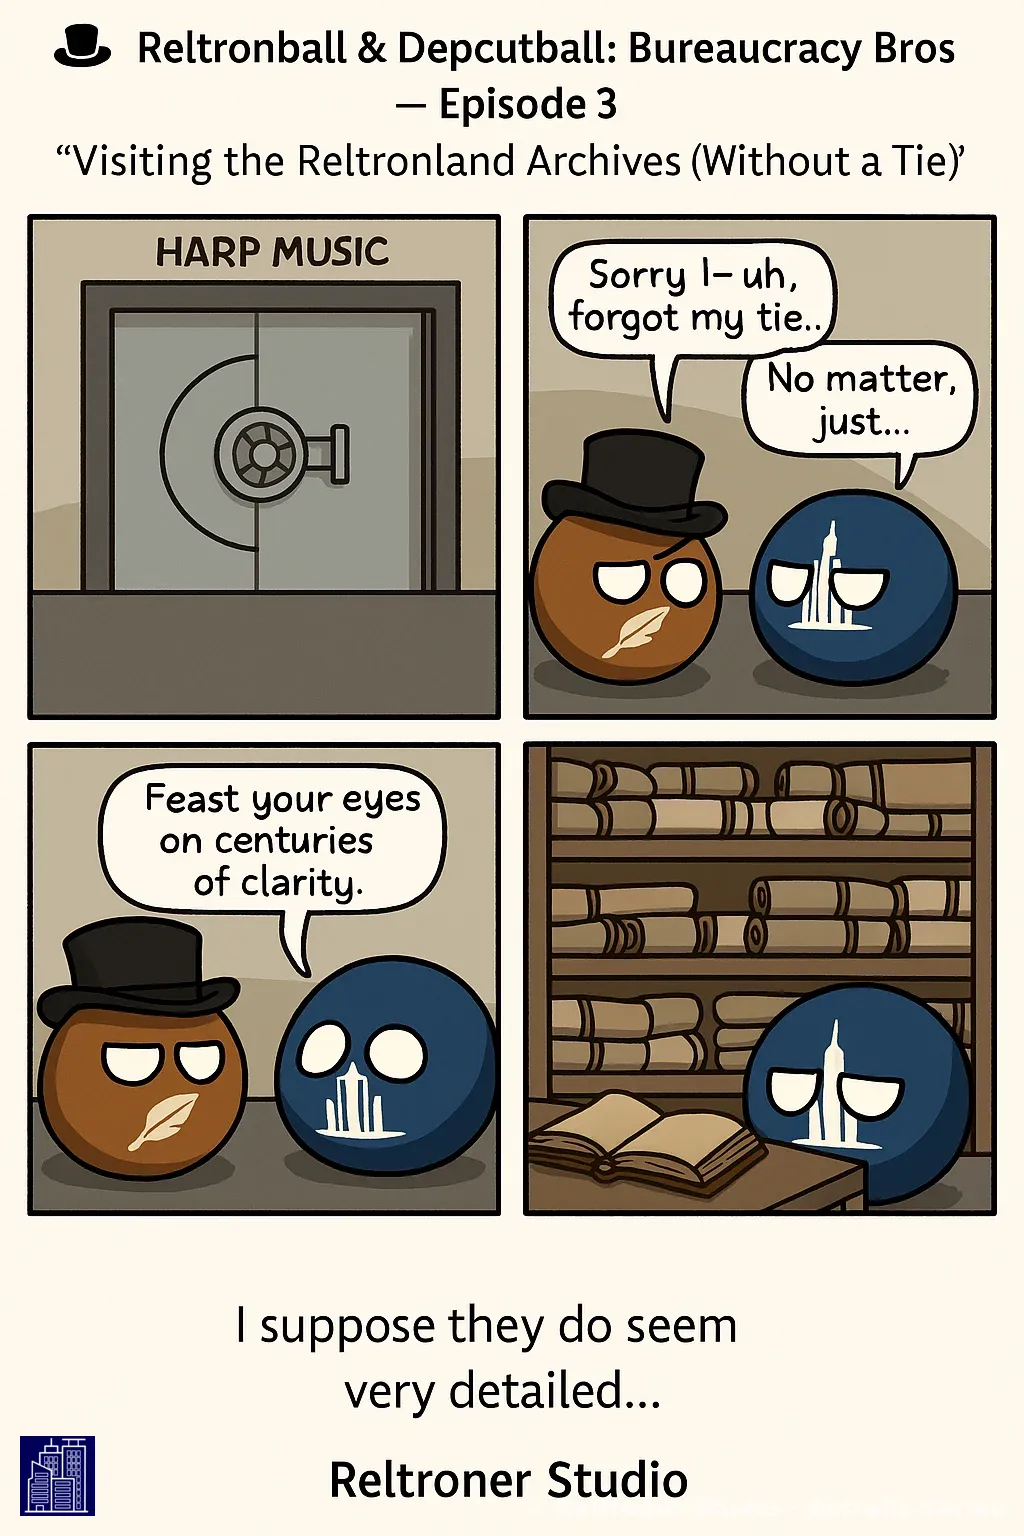 Reltronball & Depcutball: Bureaucracy Bros
— Episode 3
“Visiting the Reltronland Archives (Without a Tie)’
HARP MUSIC
Sorry I– uh,
forgot my tie..
No matter,
just...
Feast your eyes
on centuries
of clarity.
I suppose they do seem
very detailed...
Reltroner Studio